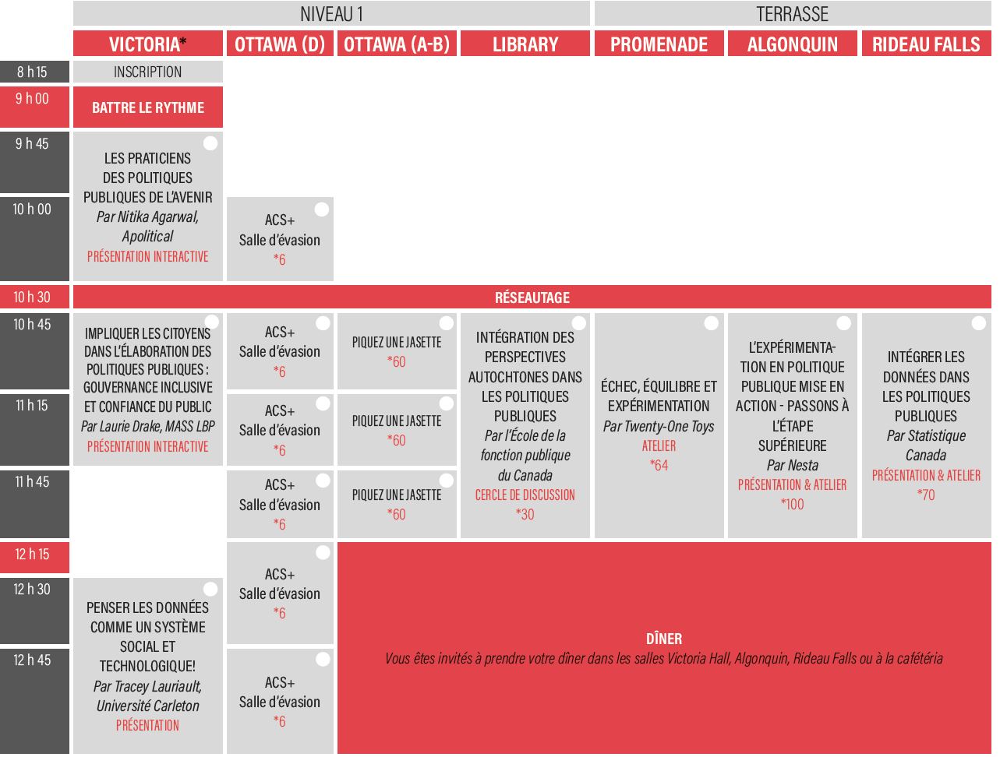 NIVEAU 1
TERRASSE
VICTORIA*
OTTAWA (D)
OTTAWA (A-B)
LIBRARY
PROMENADE
ALGONQUIN
RIDEAU FALLS
8 h 15
INSCRIPTION
9 h 00
BATTRE LE RYTHME
9 h 45
LES PRATICIENS
DES POLITIQUES
PUBLIQUES DE L'AVENIR
Par Nitika Agarwal,
Apolitical
PRÉSENTATION INTERACTIVE
10 h 00
ACS+
Salle d'évasion
*6
10 h 30
RÉSEAUTAGE
10 h 45
IMPLIQUER LES CITOYENS
DANS L'ÉLABORATION DES
POLITIQUES PUBLIQUES :
GOUVERNANCE INCLUSIVE
ET CONFIANCE DU PUBLIC
Par Laurie Drake, MASS LBP
PRÉSENTATION INTERACTIVE
ACS+
Salle d'évasion
*6
PIQUEZ UNE JASETTE
*60
INTÉGRATION DES
PERSPECTIVES
AUTOCHTONES DANS
LES POLITIQUES
PUBLIQUES
Par l'École de la
fonction publique
du Canada
CERCLE DE DISCUSSION
*30
ÉCHEC, ÉQUILIBRE ET
EXPÉRIMENTATION
Par Twenty-One Toys
ATELIER
*64
L'EXPÉRIMENTA-
TION EN POLITIQUE
PUBLIQUE MISE EN
ACTION - PASSONS À
L'ÉTAPE
SUPÉRIEURE
Par Nesta
PRÉSENTATION & ATELIER
*100
INTÉGRER LES
DONNÉES DANS
LES POLITIQUES
PUBLIQUES
Par Statistique
Canada
PRÉSENTATION & ATELIER
*70
11 h 15
ACS+
Salle d'évasion
*6
PIQUEZ UNE JASETTE
*60
11 h 45
ACS+
Salle d'évasion
*6
PIQUEZ UNE JASETTE
*60
12 h 15
ACS+
Salle d'évasion
*6
DÎNER
Vous êtes invités à prendre votre dîner dans les salles Victoria Hall, Algonquin, Rideau Falls ou à la cafétéria
12 h 30
PENSER LES DONNÉES
COMME UN SYSTÈME
SOCIAL ET
TECHNOLOGIQUE!
Par Tracey Lauriault,
Université Carleton
PRÉSENTATION
12 h 45
ACS+
Salle d'évasion
*6